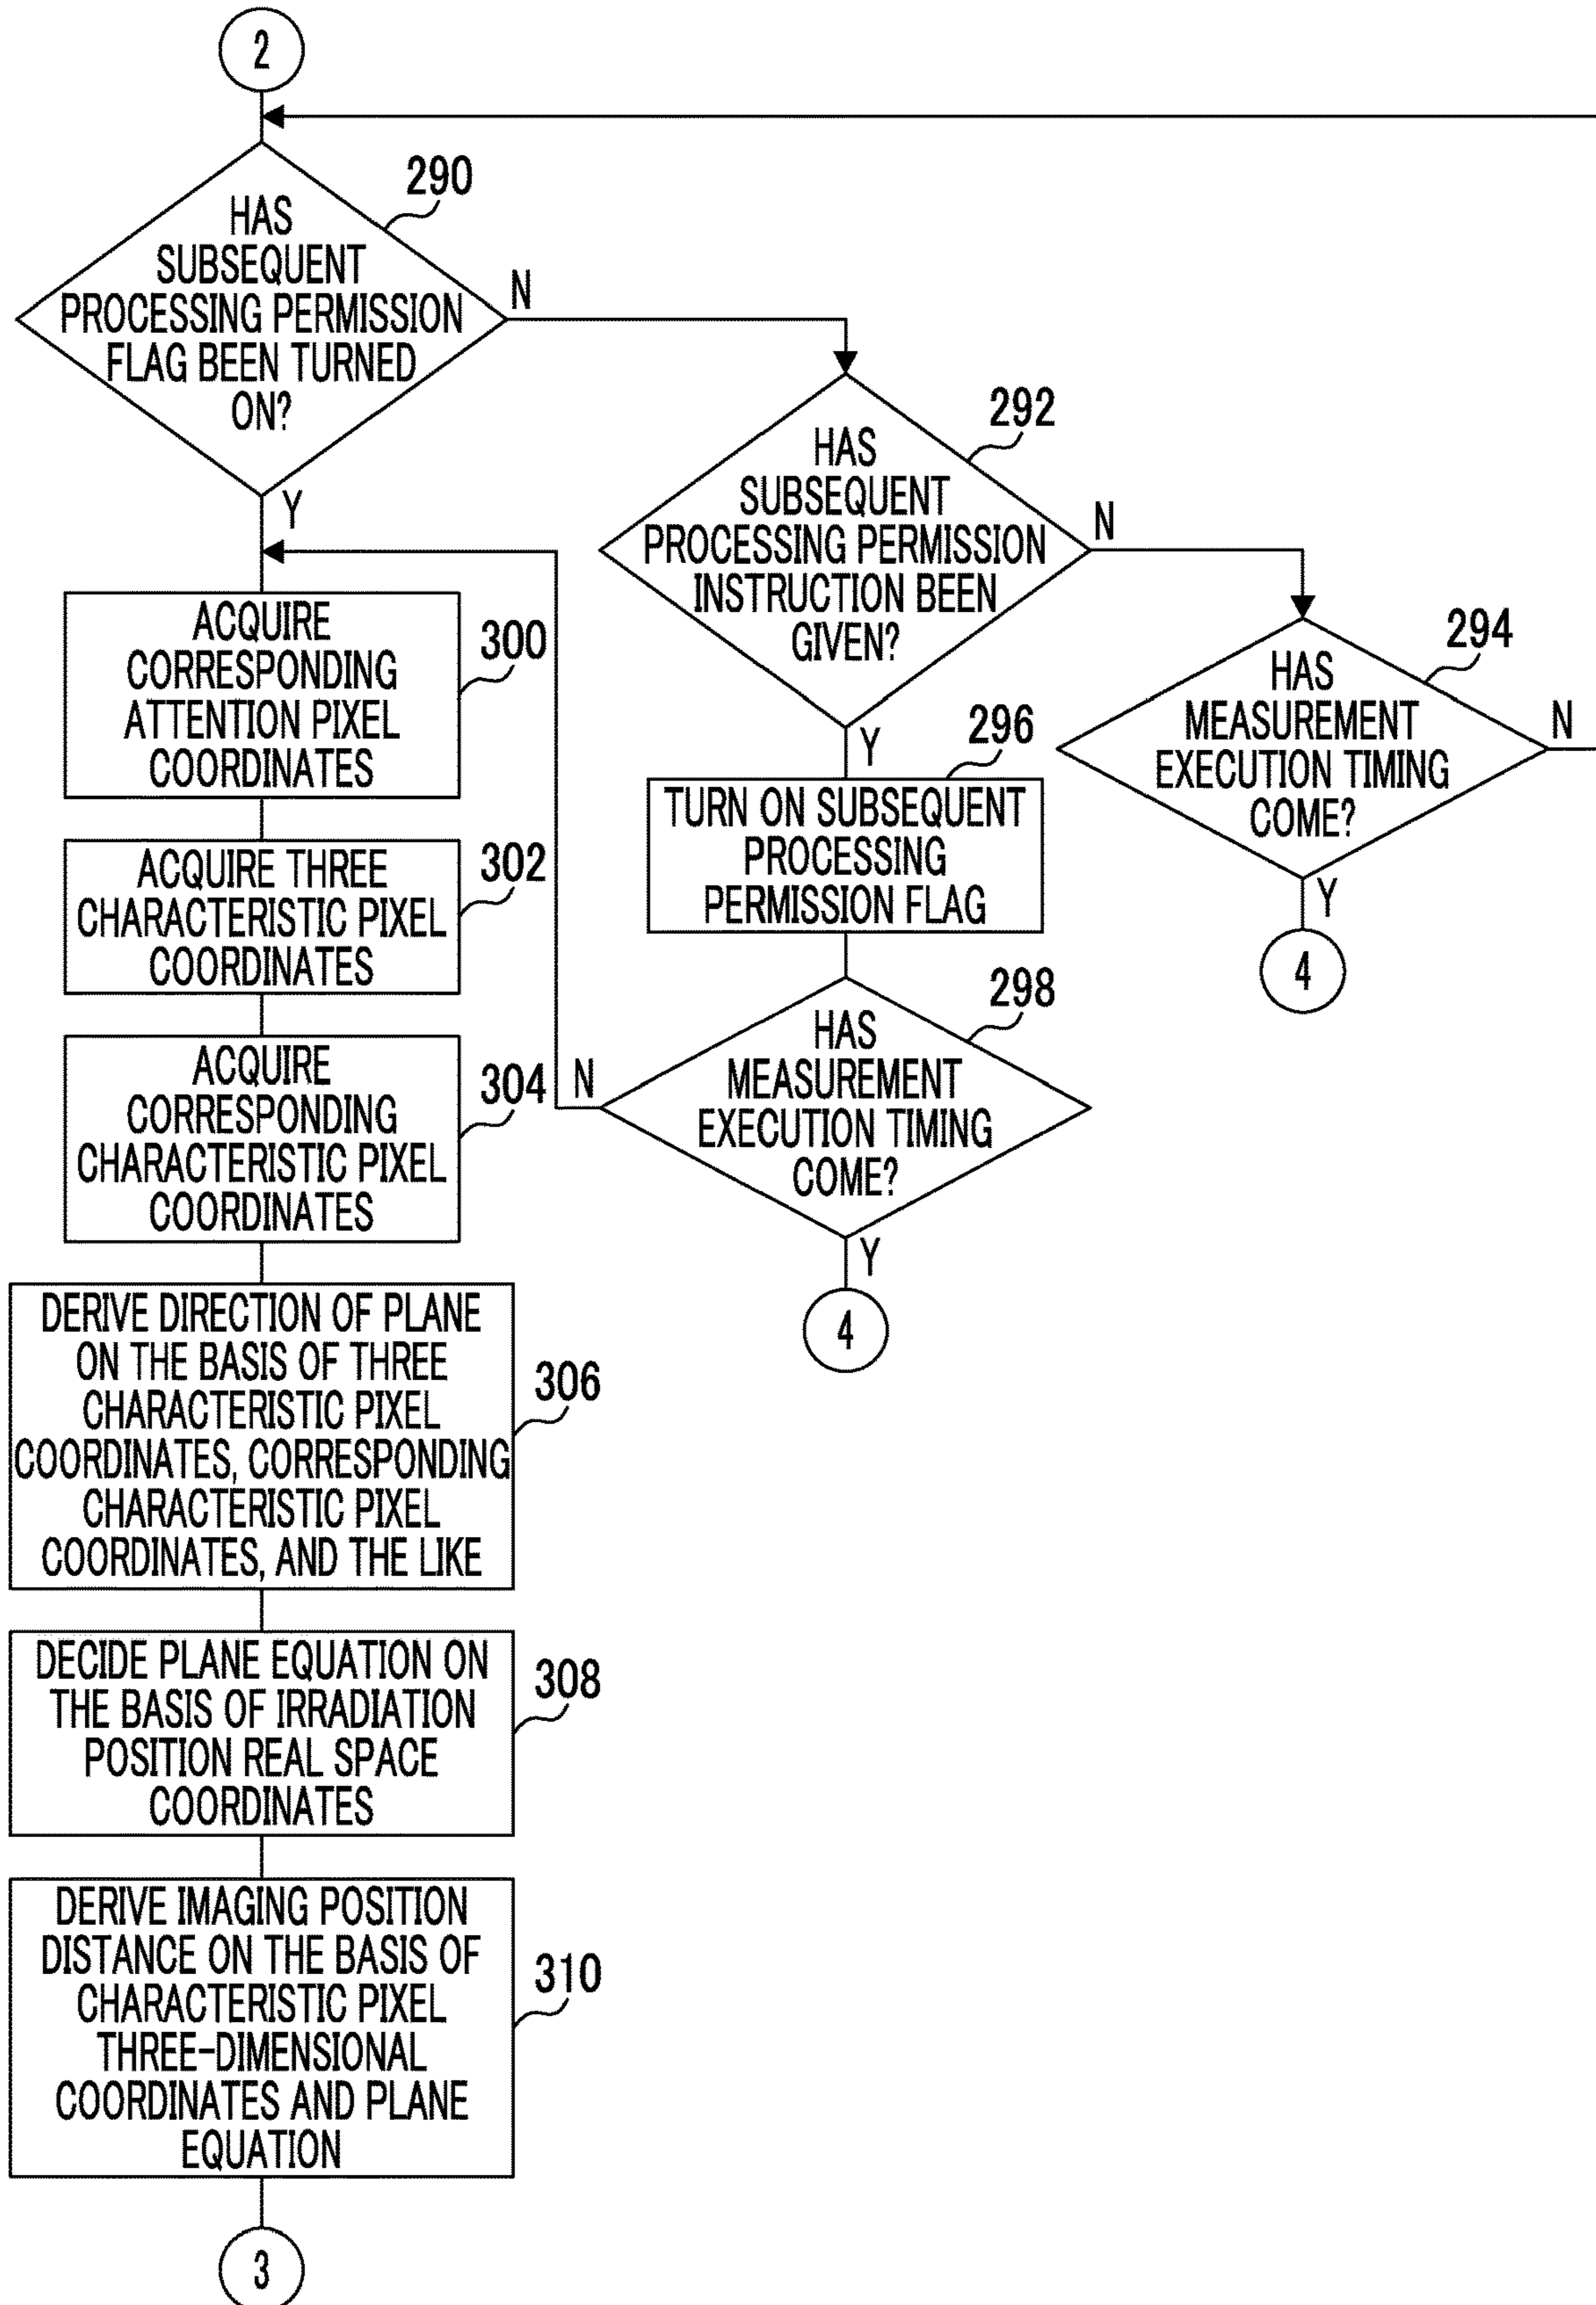 2
290
HAS
SUBSEQUENT
PROCESSING PERMISSION
FLAG BEEN TURNED
ON?
N
Y
292
HAS
SUBSEQUENT
PROCESSING PERMISSION
INSTRUCTION BEEN
GIVEN?
N
Y
294
HAS
MEASUREMENT
EXECUTION TIMING
COME?
N
Y
4
296
TURN ON SUBSEQUENT
PROCESSING
PERMISSION FLAG
298
HAS
MEASUREMENT
EXECUTION TIMING
COME?
N
Y
4
300
ACQUIRE
CORRESPONDING
ATTENTION PIXEL
COORDINATES
302
ACQUIRE THREE
CHARACTERISTIC PIXEL
COORDINATES
304
ACQUIRE
CORRESPONDING
CHARACTERISTIC PIXEL
COORDINATES
306
DERIVE DIRECTION OF PLANE
ON THE BASIS OF THREE
CHARACTERISTIC PIXEL
COORDINATES, CORRESPONDING
CHARACTERISTIC PIXEL
COORDINATES, AND THE LIKE
308
DECIDE PLANE EQUATION ON
THE BASIS OF IRRADIATION
POSITION REAL SPACE
COORDINATES
310
DERIVE IMAGING POSITION
DISTANCE ON THE BASIS OF
CHARACTERISTIC PIXEL
THREE-DIMENSIONAL
COORDINATES AND PLANE
EQUATION
3